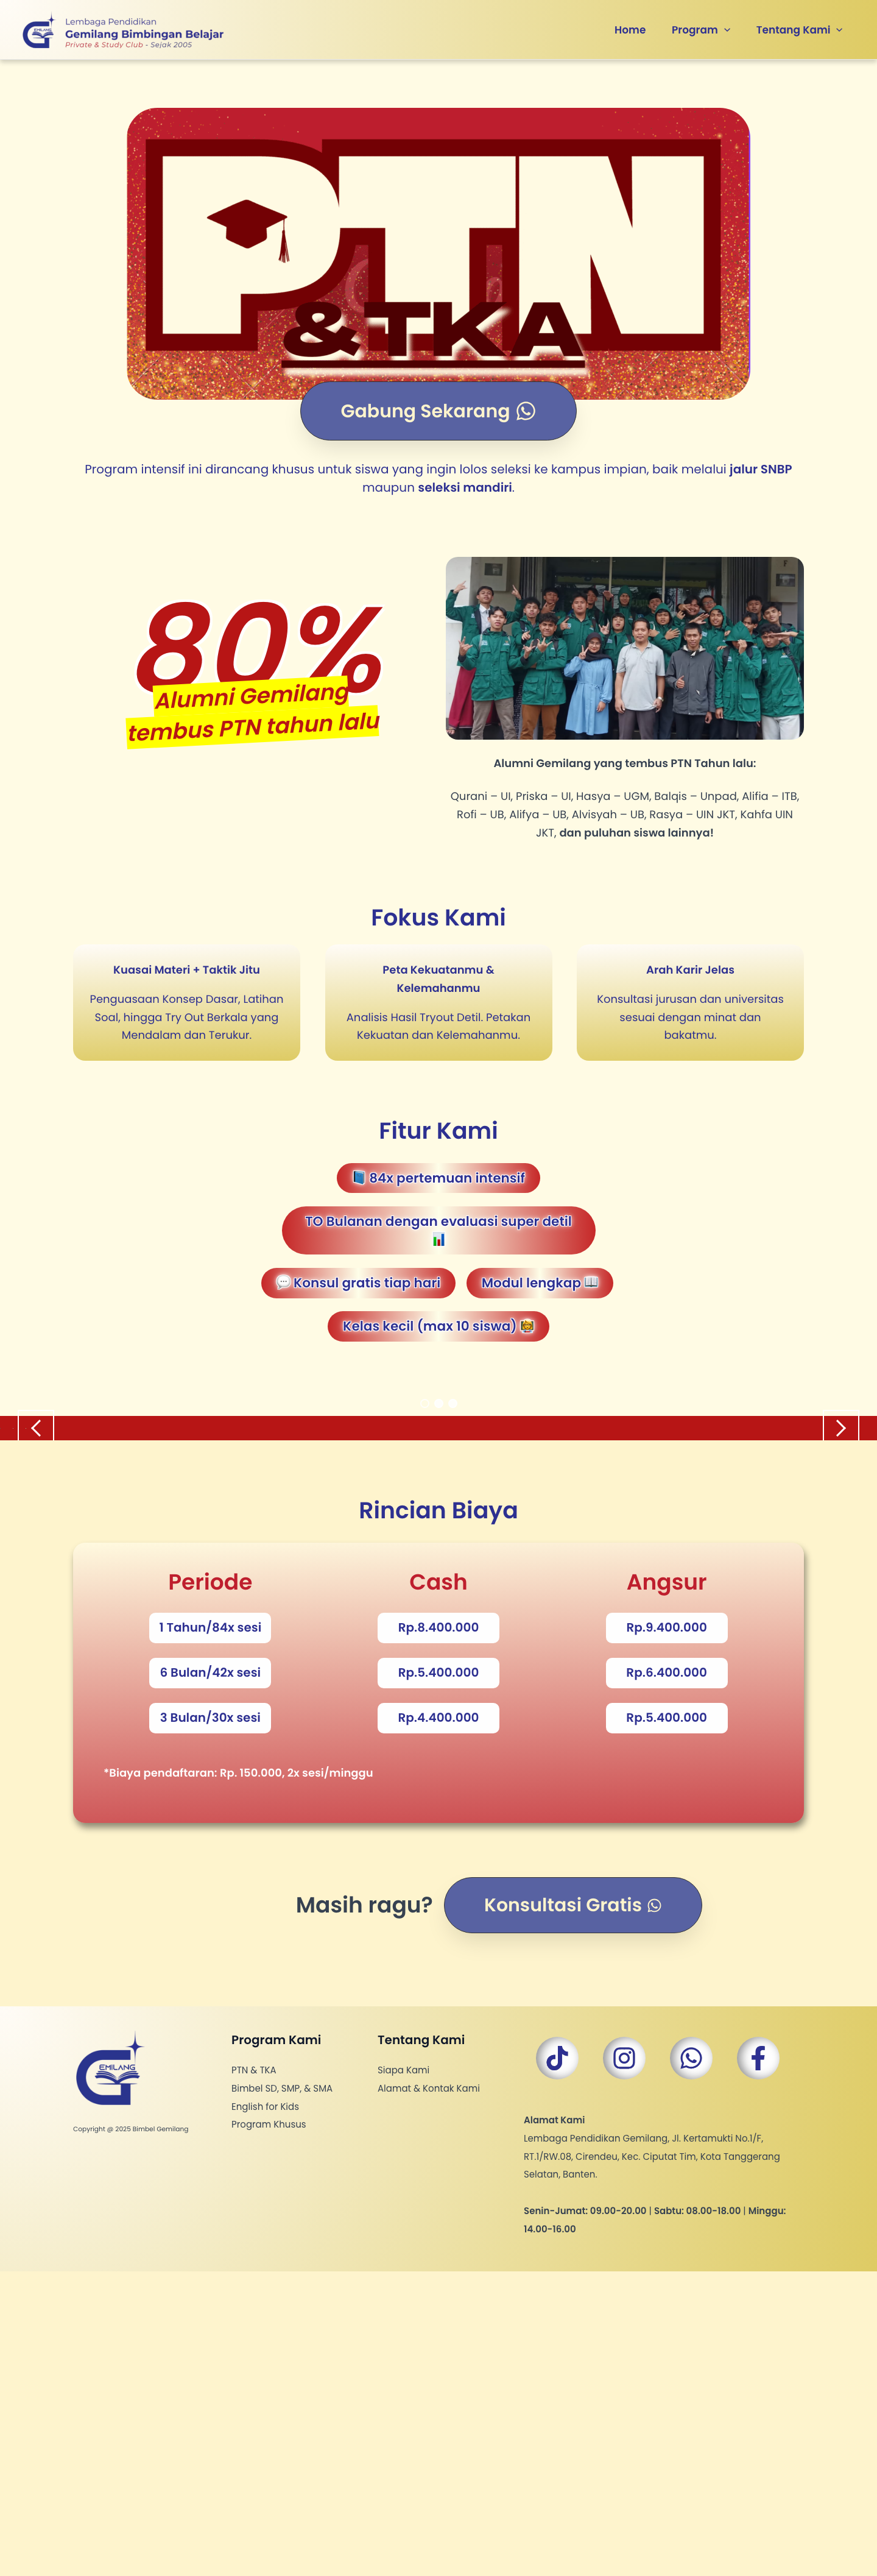 Lembaga Pendidikan
Gemilang Bimbingan Belajar
Private & Study Club - Sejak 2005
EMILANG
Home
Program
Tentang Kami
PTN
& TKA
Gabung Sekarang
Program intensif ini dirancang khusus untuk siswa yang ingin lolos seleksi ke kampus impian, baik melalui jalur SNBP
maupun seleksi mandiri.
80%
Alumni Gemilang
tembus PTN tahun lalu
Alumni Gemilang yang tembus PTN Tahun lalu:
Qurani – UI, Priska – UI, Hasya – UGM, Balqis – Unpad, Alifia – ITB,
Rofi – UB, Alifya – UB, Alvisyah – UB, Rasya – UIN JKT, Kahfa UIN
JKT, dan puluhan siswa lainnya!
Fokus Kami
Kuasai Materi + Taktik Jitu
Penguasaan Konsep Dasar, Latihan
Soal, hingga Try Out Berkala yang
Mendalam dan Terukur.
Peta Kekuatanmu &
Kelemahanmu
Analisis Hasil Tryout Detil. Petakan
Kekuatan dan Kelemahanmu.
Arah Karir Jelas
Konsultasi jurusan dan universitas
sesuai dengan minat dan
bakatmu.
Fitur Kami
📘 84x pertemuan intensif
TO Bulanan dengan evaluasi super detil
📊
💬 Konsul gratis tiap hari
Modul lengkap 📖
Kelas kecil (max 10 siswa) 🧑‍🏫
Rincian Biaya
Periode
Cash
Angsur
1 Tahun/84x sesi
Rp.8.400.000
Rp.9.400.000
6 Bulan/42x sesi
Rp.5.400.000
Rp.6.400.000
3 Bulan/30x sesi
Rp.4.400.000
Rp.5.400.000
*Biaya pendaftaran: Rp. 150.000, 2x sesi/minggu
Masih ragu?
Konsultasi Gratis
EMILANG
Copyright @ 2025 Bimbel Gemilang
Program Kami
PTN & TKA
Bimbel SD, SMP, & SMA
English for Kids
Program Khusus
Tentang Kami
Siapa Kami
Alamat & Kontak Kami
Alamat Kami
Lembaga Pendidikan Gemilang, Jl. Kertamukti No.1/F,
RT.1/RW.08, Cirendeu, Kec. Ciputat Tim, Kota Tanggerang
Selatan, Banten.
Senin-Jumat: 09.00-20.00 | Sabtu: 08.00-18.00 | Minggu:
14.00-16.00